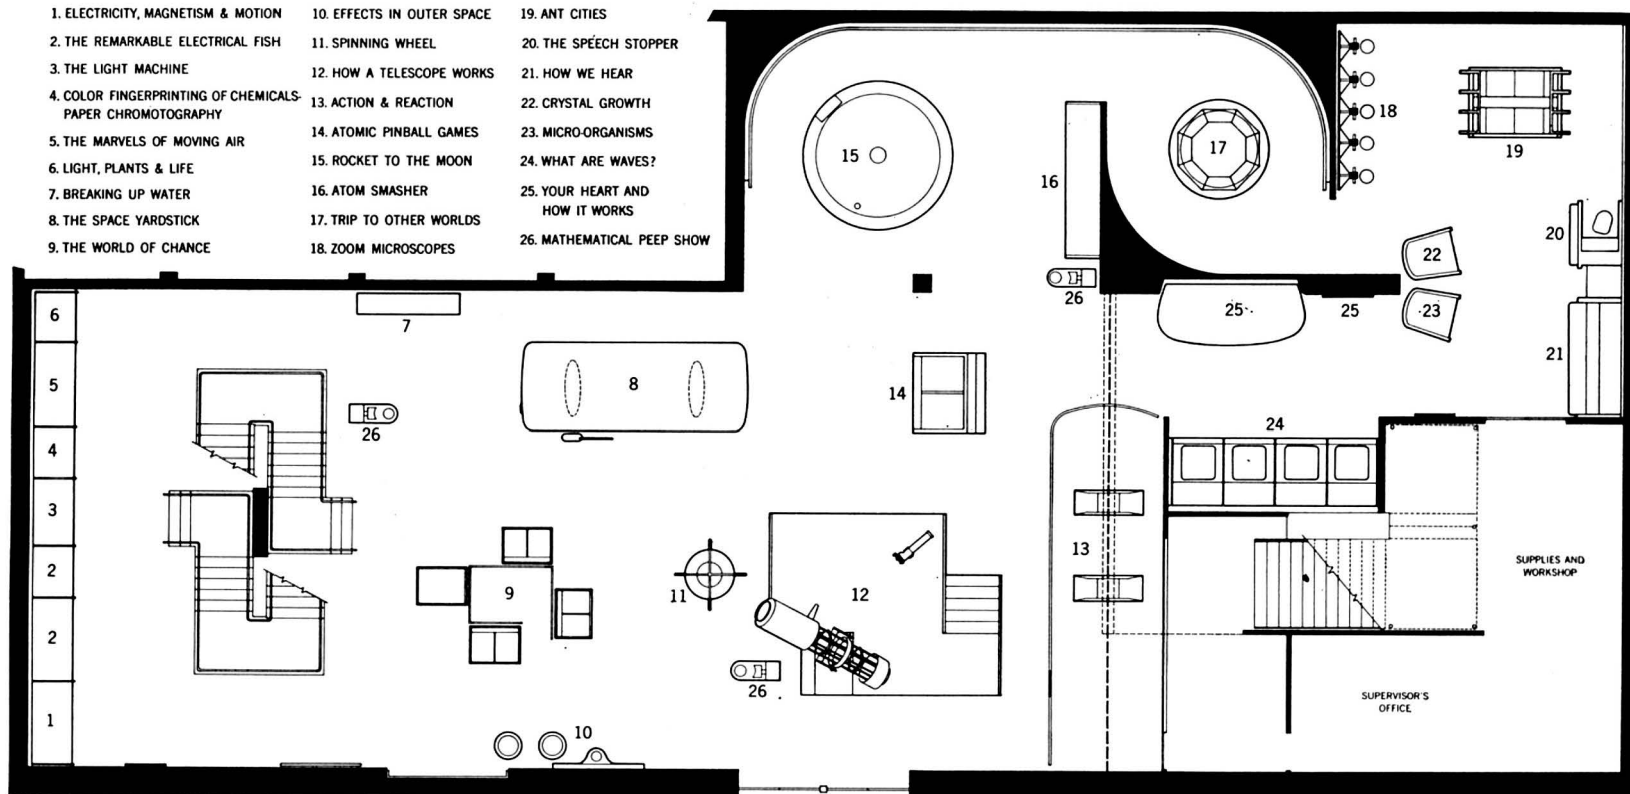 1. ELECTRICITY, MAGNETISM & MOTION
2. THE REMARKABLE ELECTRICAL FISH
3. THE LIGHT MACHINE
4. COLOR FINGERPRINTING OF CHEMICALS-
PAPER CHROMOTOGRAPHY
5. THE MARVELS OF MOVING AIR
6. LIGHT, PLANTS & LIFE
7. BREAKING UP WATER
8. THE SPACE YARDSTICK
9. THE WORLD OF CHANCE
10. EFFECTS IN OUTER SPACE
11. SPINNING WHEEL
12. HOW A TELESCOPE WORKS
13. ACTION & REACTION
14. ATOMIC PINBALL GAMES
15. ROCKET TO THE MOON
16. ATOM SMASHER
17. TRIP TO OTHER WORLDS
18. ZOOM MICROSCOPES
19. ANT CITIES
20. THE SPEECH STOPPER
21. HOW WE HEAR
22. CRYSTAL GROWTH
23. MICRO-ORGANISMS
24. WHAT ARE WAVES?
25. YOUR HEART AND
HOW IT WORKS
26. MATHEMATICAL PEEP SHOW
18
15
17
19
16
20
22
26
6
7
25
25
23
21
5
8
14
26
24
4
3
13
2
9
11
12
SUPPLIES AND
WORKSHOP
2
26
SUPERVISOR'S
OFFICE
1
10